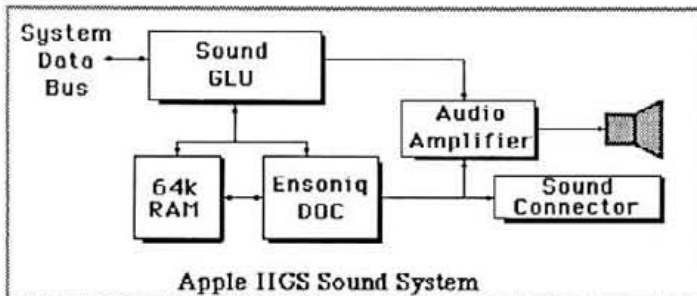 System
Data
Bus
Sound
GLU
Audio
Amplifier
64k
RAM
Ensoniq
DOC
Sound
Connector
Apple IIGS Sound System